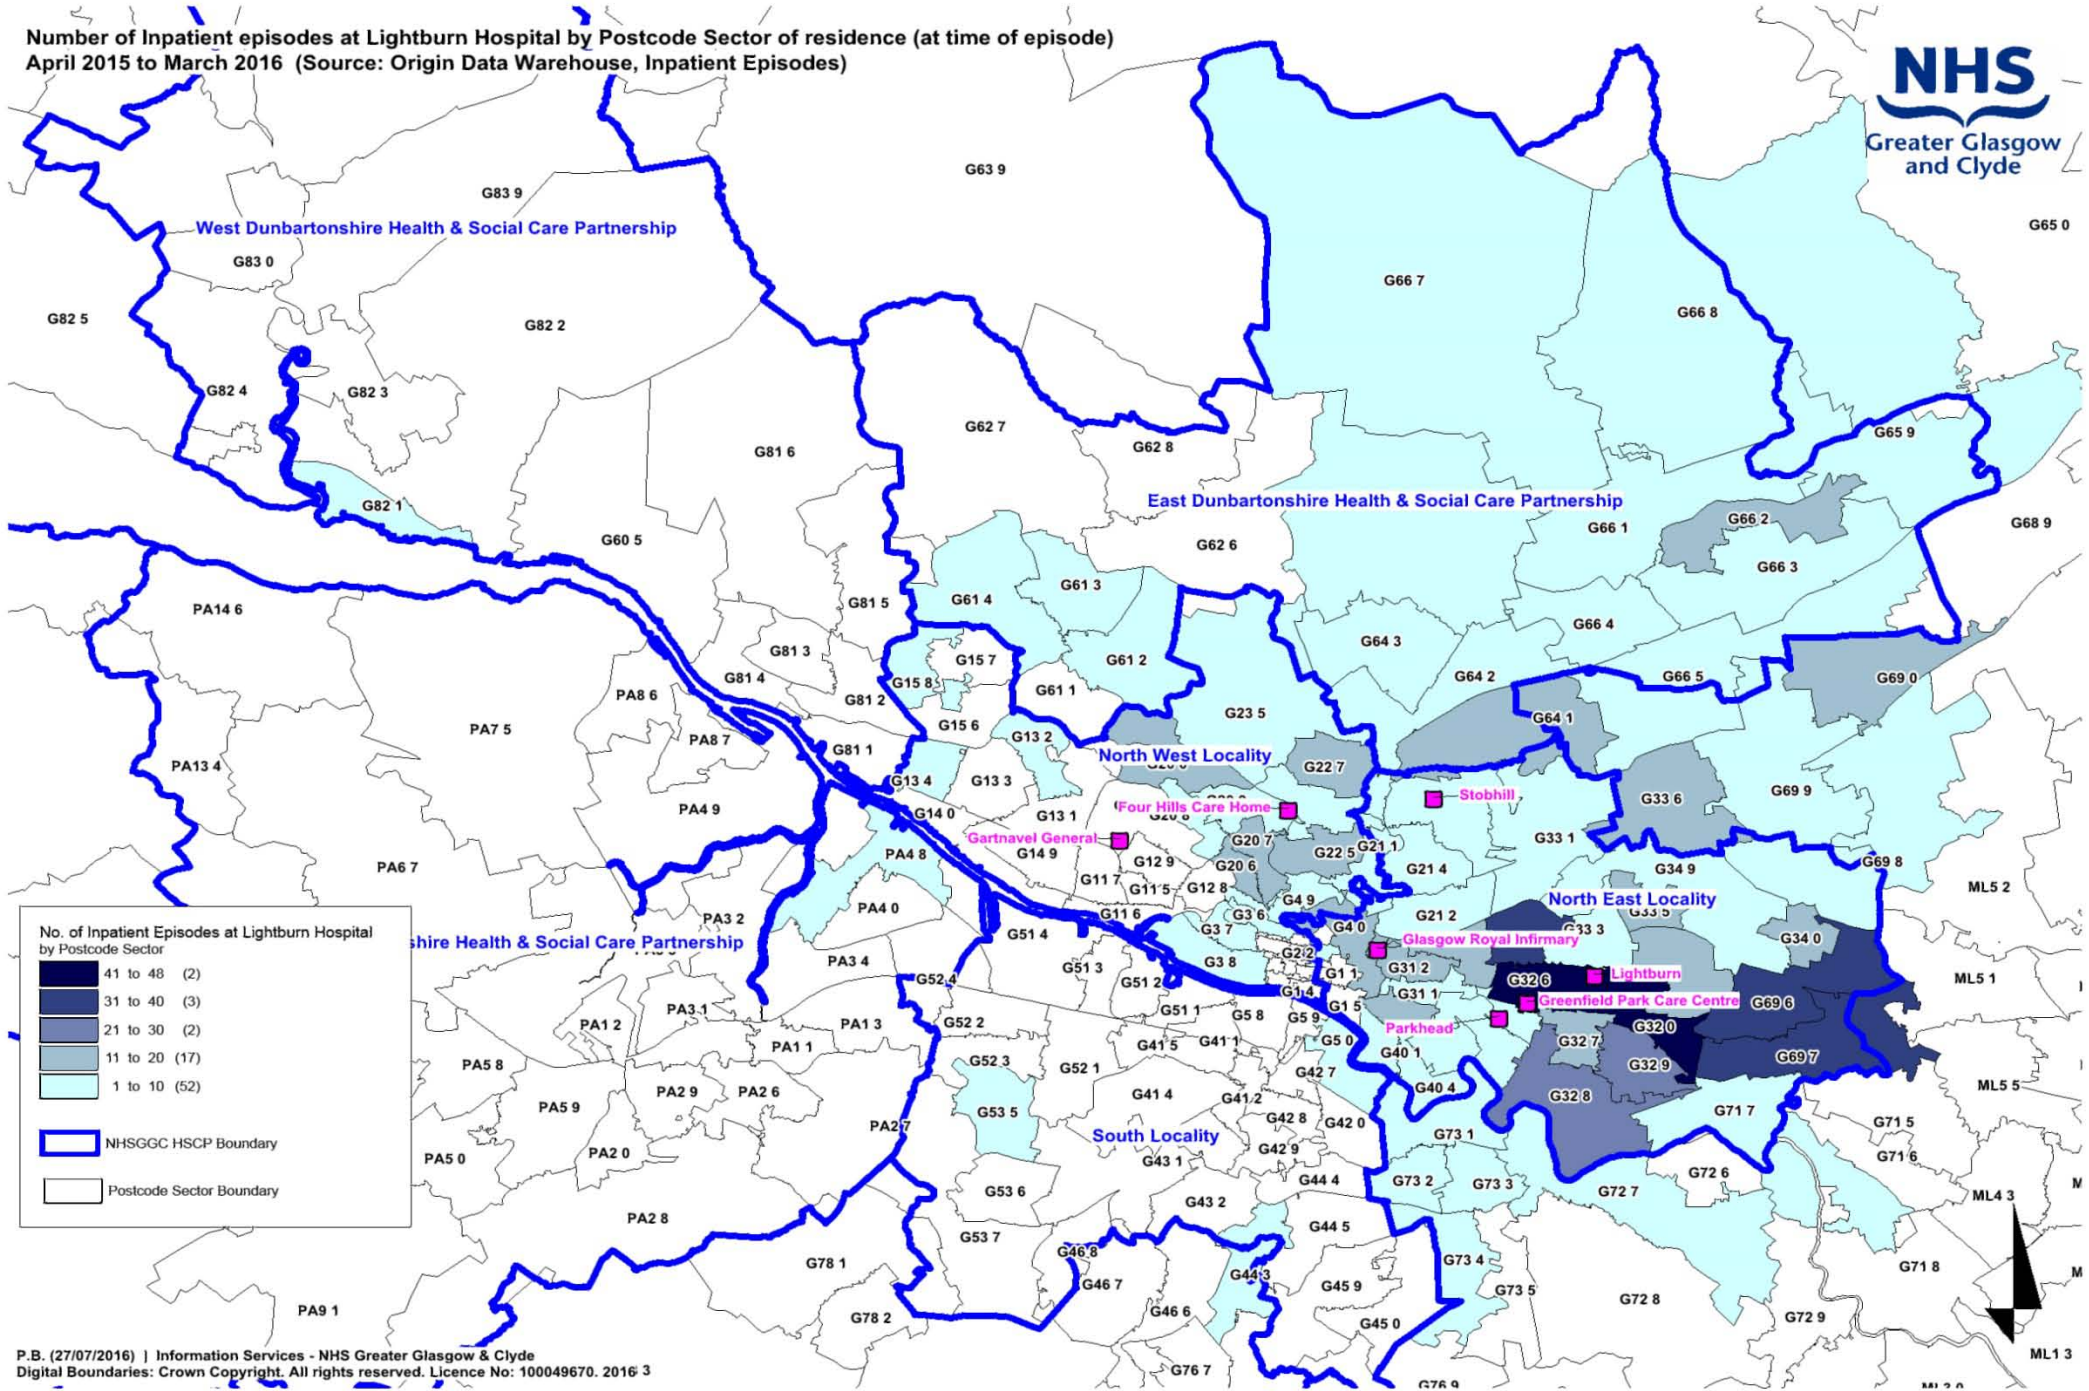 Number of Inpatient episodes at Lightburn Hospital by Postcode Sector of residence (at time of episode)
April 2015 to March 2016 (Source: Origin Data Warehouse, Inpatient Episodes)
NHS
Greater Glasgow
and Clyde
G63 9
G83 9
West Dunbartonshire Health & Social Care Partnership
G65 0
G83 0
G66 7
G82 5
G82 2
G66 8
G82 4
G82 3
G62 7
G65 9
G81 6
G62 8
G82 1
East Dunbartonshire Health & Social Care Partnership
G66 1
G66 2
G68 9
G60 5
G62 6
G66 3
G61 3
PA14 6
G81 5
G61 4
G66 4
G64 3
G81 3
G15 7
G61 2
G81 4
G15 8
G61 1
G64 2
G66 5
G69 0
PA8 6
G81 2
G23 5
G64 1
PA7 5
G15 6
PA8 7
G13 2
G81 1
North West Locality
PA13 4
G22 7
G13 4
G13 3
Stobhill
G33 6
G69 9
PA4 9
Four Hills Care Home
G14 0
G13 1
G20 8
Gartnavel General
G20 7
G33 1
PA4 8
G14 9
G12 9
G22 5
G21 1
PA6 7
G20 6
G21 4
G34 9
G69 8
G11 7
G11 5
G12 8
ML5 2
PA4 0
G4 9
North East Locality
PA3 2
G11 6
G3 6
G21 2
G33 5
G3 7
G4 0
G33 3
No. of Inpatient Episodes at Lightburn Hospital
by Postcode Sector
41 to 48 (2)
31 to 40 (3)
21 to 30 (2)
11 to 20 (17)
1 to 10 (52)
NHSGGC HSCP Boundary
Postcode Sector Boundary
shire Health & Social Care Partnership
G51 4
Glasgow Royal Infirmary
G34 0
PA3 4
G51 3
G3 8
G2 2
G31 2
G52 4
G1 1
Lightburn
ML5 1
G51 2
G32 6
G1 4
G31 1
Greenfield Park Care Centre
G69 6
PA3 1
G51 1
G1 5
PA1 2
PA1 3
G52 2
G5 8
G5 9
Parkhead
G32 0
PA1 1
G41 5
G41 1
G5 0
G40 1
G32 7
PA5 8
G52 3
G52 1
G32 9
G69 7
G42 7
ML5 5
PA2 9
PA2 6
G41 4
G41 2
G40 4
G32 8
PA5 9
G53 5
G42 8
G42 0
G71 7
G71 5
PA2 7
South Locality
G73 1
PA5 0
PA2 0
G43 1
G42 9
G71 6
G44 4
G73 2
G73 3
G72 7
G72 6
G53 6
G43 2
ML4 3
PA2 8
G44 5
G53 7
G46 8
G78 1
G73 4
G71 8
G46 7
G44 3
G45 9
G73 5
G72 8
PA9 1
G46 6
G78 2
G45 0
G72 9
ML1 3
P.B. (27/07/2016) | Information Services - NHS Greater Glasgow & Clyde
Digital Boundaries: Crown Copyright. All rights reserved. Licence No: 100049670. 2016
G76 7
G76 9